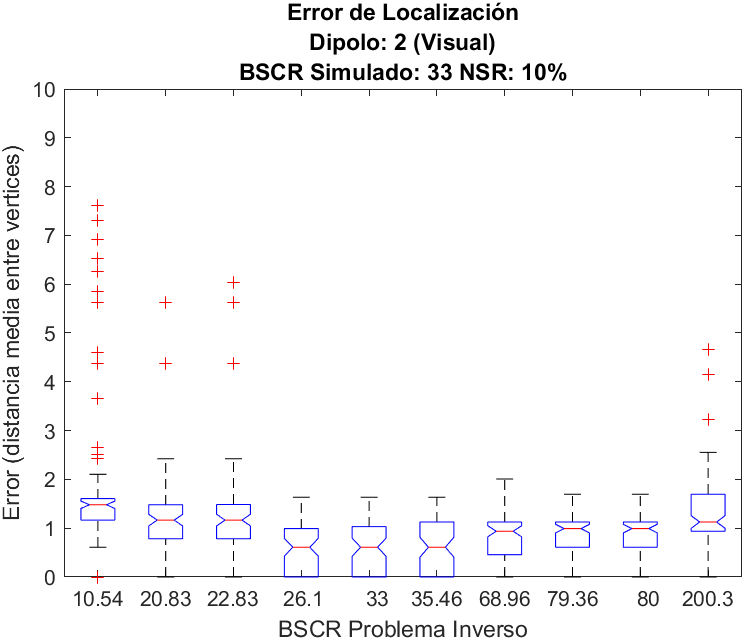 Error de Localización
Dipolo: 2 (Visual)
BSCR Simulado: 33 NSR: 10%
Error (distancia media entre vertices)
10
9
8
7
6
5
4
3
2
1
0
10.54 20.83 22.83 26.1 33 35.46 68.96 79.36 80 200.3
BSCR Problema Inverso